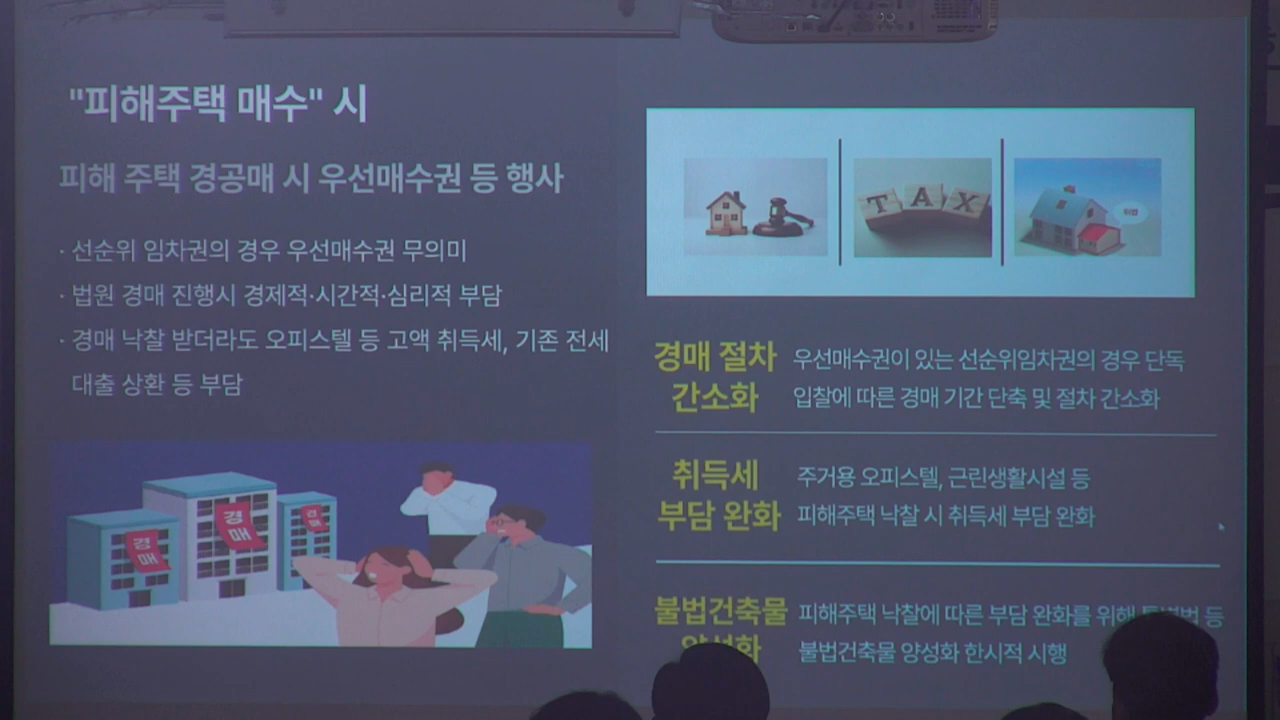 "피해주택 매수" 시
피해 주택 경공매 시 우선매수권 등 행사
· 선순위 임차권의 경우 우선매수권 무의미
· 법원 경매 진행시 경제적·시간적·심리적 부담
· 경매 낙찰 받더라도 오피스텔 등 고액 취득세, 기존 전세
대출 상환 등 부담
경매
경매
경매
TAX
경매 절차
간소화
우선매수권이 있는 선순위임차권의 경우 단독
입찰에 따른 경매 기간 단축 및 절차 간소화
취득세
부담 완화
주거용 오피스텔, 근린생활시설 등
피해주택 낙찰 시 취득세 부담 완화
불법건축물
양성화
피해주택 낙찰에 따른 부담 완화를 위해 특별법 등
불법건축물 양성화 한시적 시행